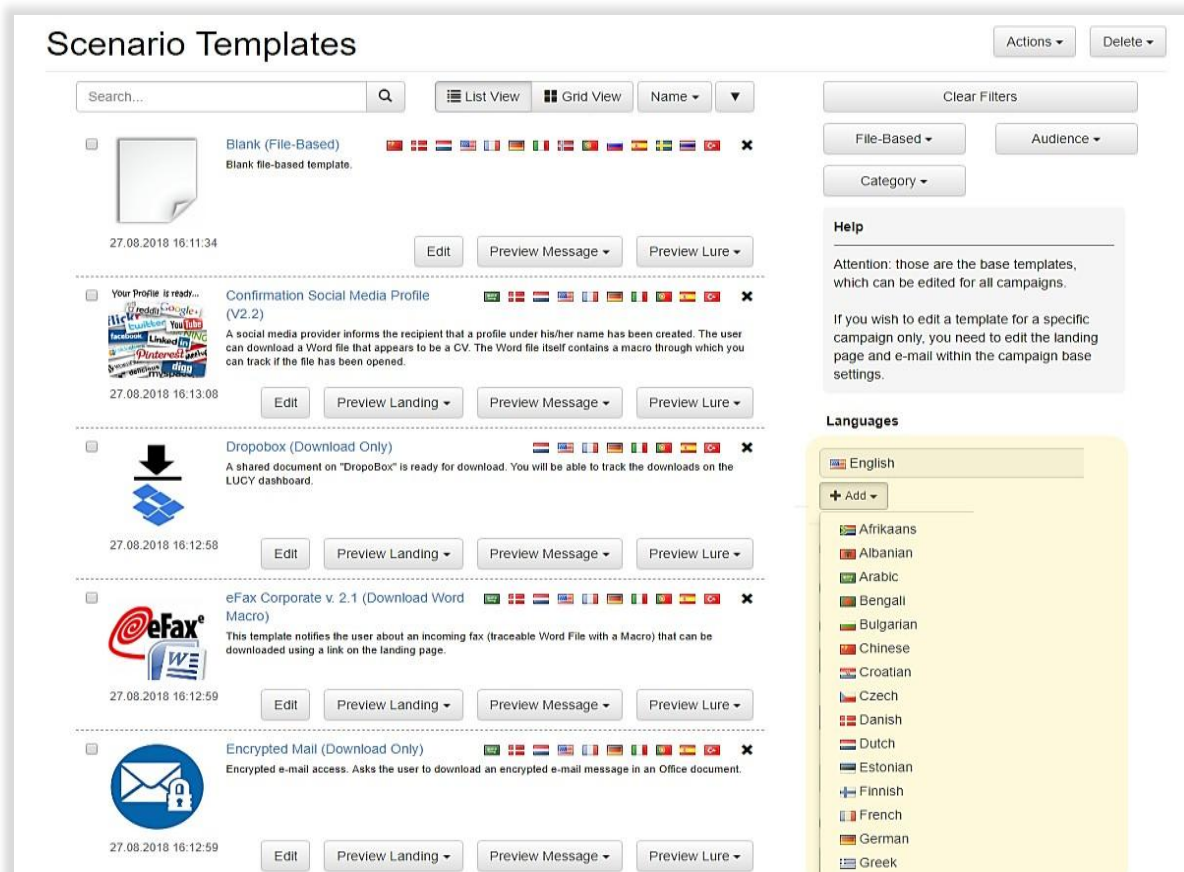 Scenario Templates
Actions
Delete
Search...
List View
Grid View
Name
Clear Filters
File-Based
Audience
Category
Blank (File-Based)
Blank file-based template.
27.08.2018 16:11:34
Edit
Preview Message
Preview Lure
Your Profile is ready...
reddit
Google+
flickr
twitter
You Tube
facebook
Linked in
NING
Pinterest
delicious
myspace
digg
Confirmation Social Media Profile
(V2.2)
A social media provider informs the recipient that a profile under his/her name has been created. The user
can download a Word file that appears to be a CV. The Word file itself contains a macro through which you
can track if the file has been opened.
27.08.2018 16:13:08
Edit
Preview Landing
Preview Message
Preview Lure
Dropobox (Download Only)
A shared document on "DropoBox" is ready for download. You will be able to track the downloads on the
LUCY dashboard.
27.08.2018 16:12:58
Edit
Preview Landing
Preview Message
Preview Lure
eFax
W
eFax Corporate v. 2.1 (Download Word
Macro)
This template notifies the user about an incoming fax (traceable Word File with a Macro) that can be
downloaded using a link on the landing page.
27.08.2018 16:12:59
Edit
Preview Landing
Preview Message
Preview Lure
Encrypted Mail (Download Only)
Encrypted e-mail access. Asks the user to download an encrypted e-mail message in an Office document.
27.08.2018 16:12:59
Edit
Preview Landing
Preview Message
Preview Lure
Help
Attention: those are the base templates,
which can be edited for all campaigns.
If you wish to edit a template for a specific
campaign only, you need to edit the landing
page and e-mail within the campaign base
settings.
Languages
English
+ Add
Afrikaans
Albanian
Arabic
Bengali
Bulgarian
Chinese
Croatian
Czech
Danish
Dutch
Estonian
Finnish
French
German
Greek